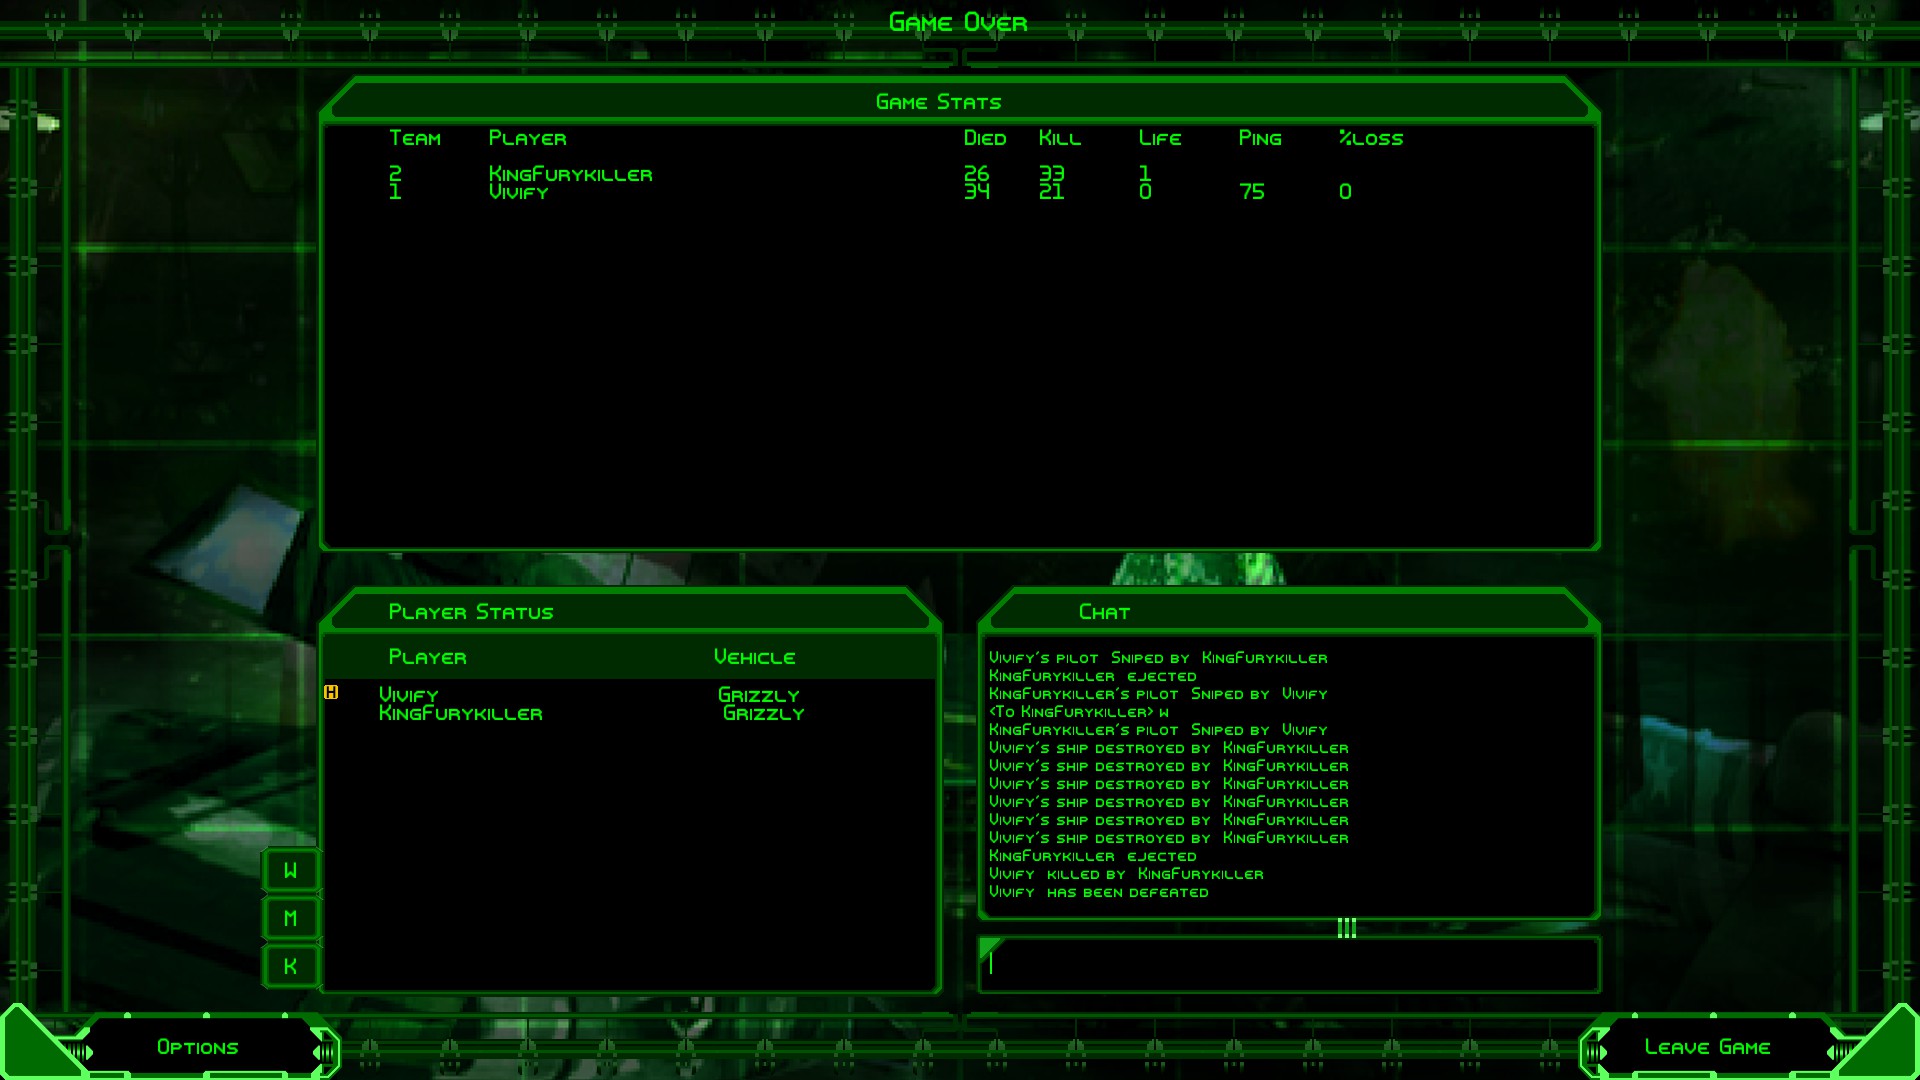 Game Over
Game Stats
Team Player Died Kill Life Ping %loss
2 KingFurykiller 26 33 1
1 Vivify 34 21 0 75 0
Player Status
Player Vehicle
H Vivify Grizzly
KingFurykiller Grizzly
W
M
K
Chat
Vivify's pilot Sniped by KingFurykiller
KingFurykiller ejected
KingFurykiller's pilot Sniped by Vivify
<To KingFurykiller> w
KingFurykiller's pilot Sniped by Vivify
Vivify's ship destroyed by KingFurykiller
Vivify's ship destroyed by KingFurykiller
Vivify's ship destroyed by KingFurykiller
Vivify's ship destroyed by KingFurykiller
Vivify's ship destroyed by KingFurykiller
Vivify's ship destroyed by KingFurykiller
KingFurykiller ejected
Vivify killed by KingFurykiller
Vivify has been defeated
Options
Leave Game